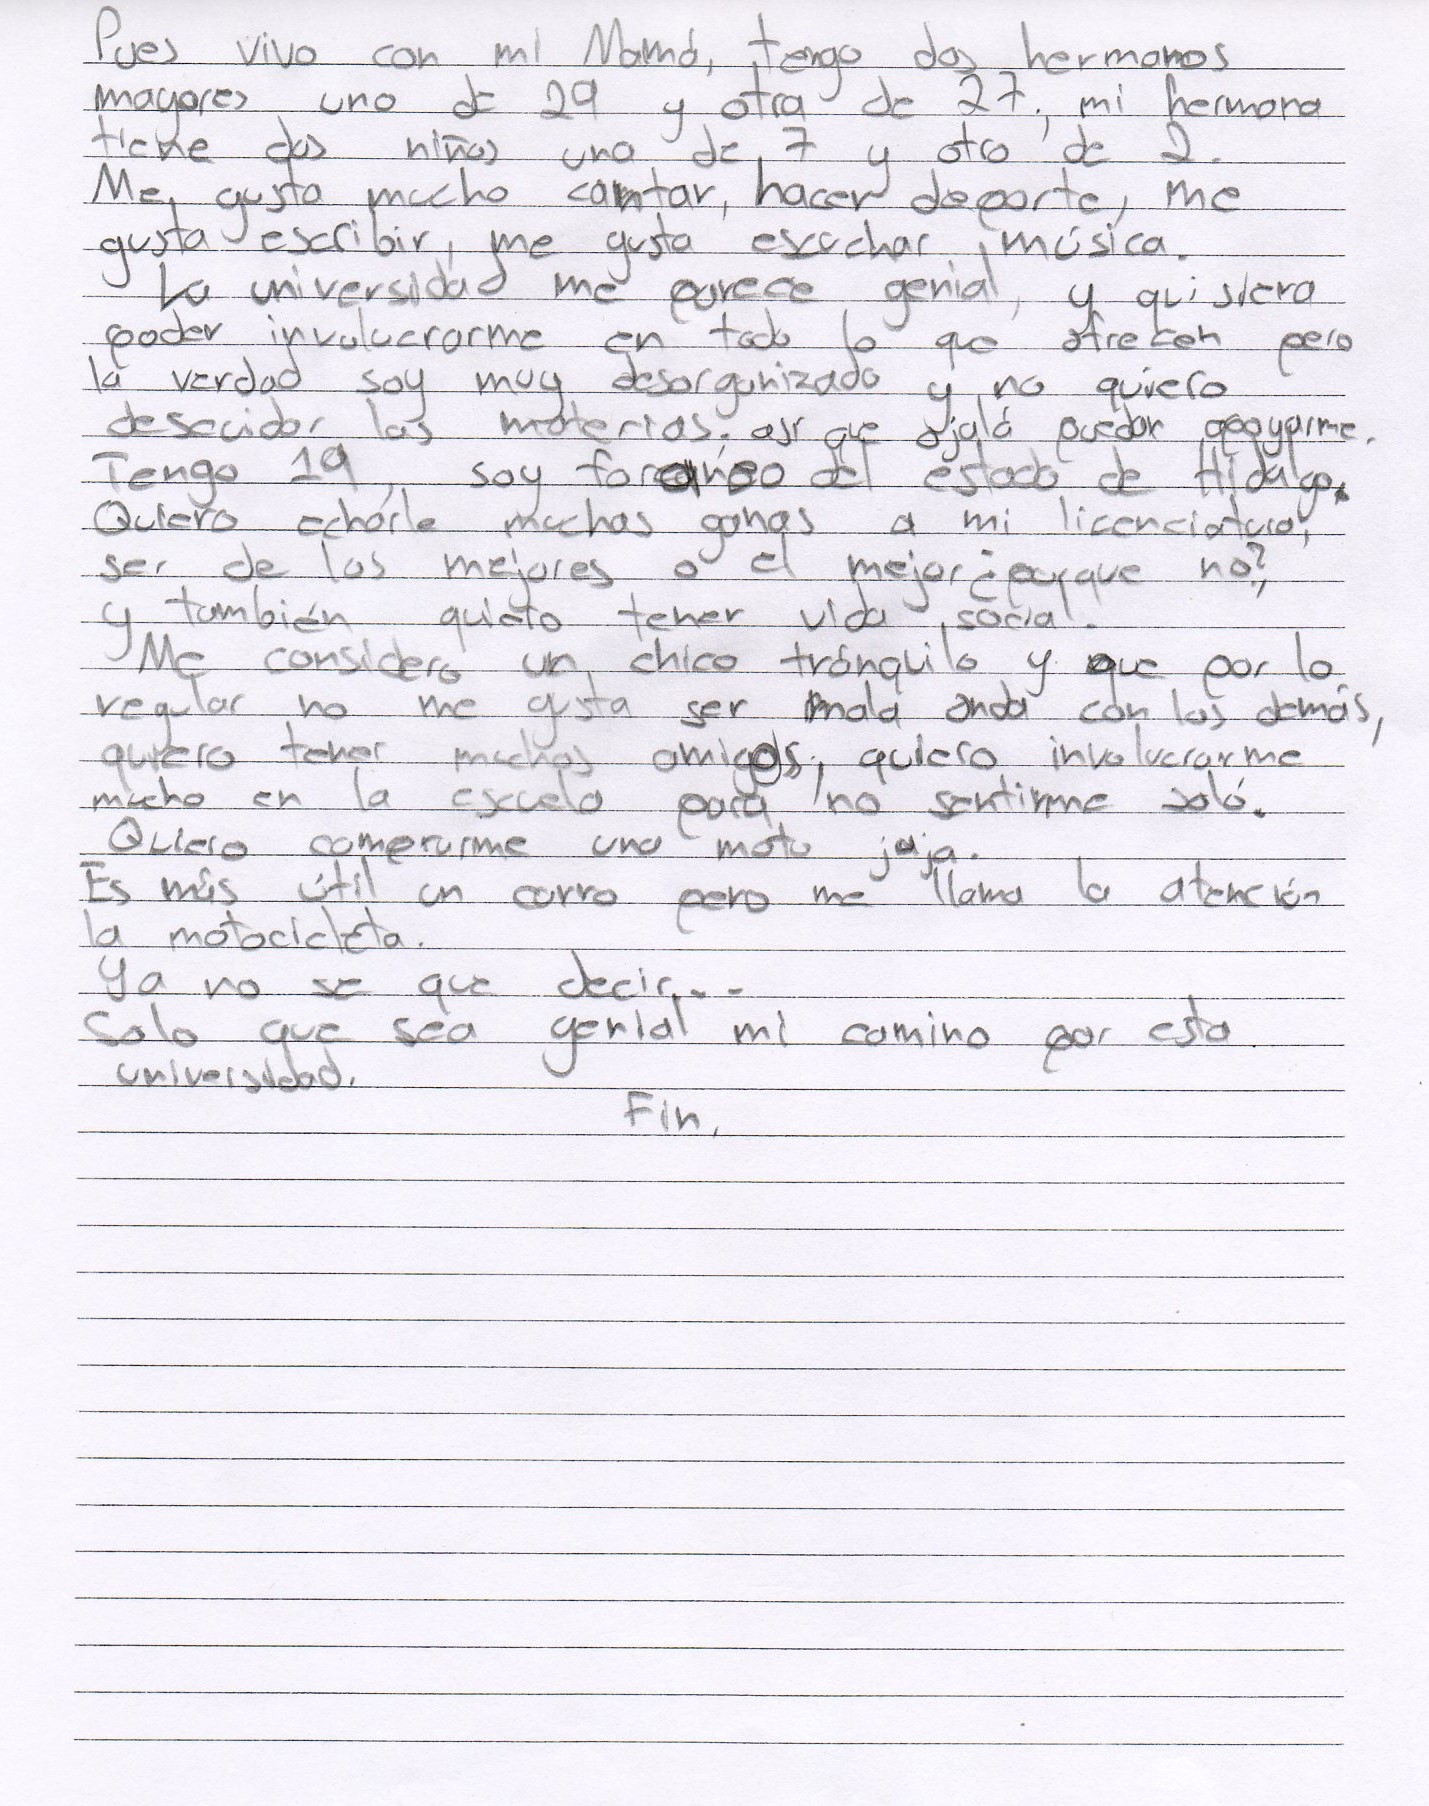 Pues vivo con mi Mamá, tengo dos hermanos
mayores uno de 29 y otra de 27, mi hermana
tiene dos niños una de 7 y otro de 2.
Me gusta mucho cantar, hacer deporte, me
gusta escribir, me gusta escuchar música.
La universidad me parece genial, y quisiera
poder involucrarme en todo lo que ofrecen pero
la verdad soy muy desorganizado y no quiero
descuidar las materias. así que ojalá puedan apoyarme.
Tengo 19, soy foraneo del estado de Hidalgo.
Quiero echarle muchas ganas a mi licenciatura,
ser de los mejores o el mejor ¿porque no?,
y también quieto tener vida social.
Me considero un chico tránquilo y que por lo
regular no me gusta ser mala onda con los demás,
quiero tener muchos amigos, quiero involucrarme
mucho en la escuela para no sentirme solo.
Quiero comprarme una moto jaja.
Es más útil un carro pero me llama la atención
la motocicleta.
Ya no se que decir...
Solo que sea genial mi camino por esta
universidad.
Fin.